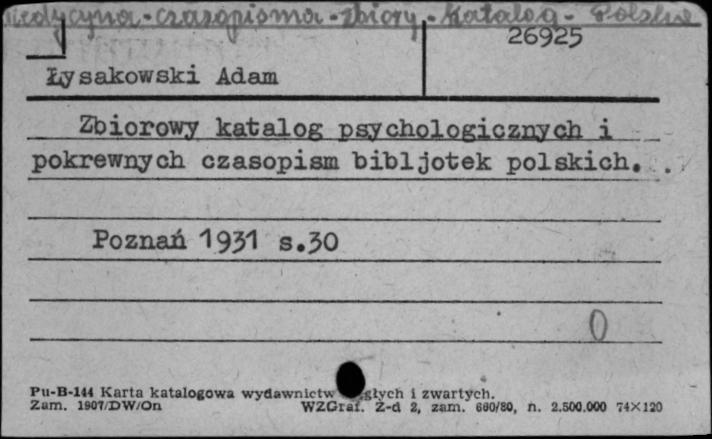 medycyna - czasopisma - zbiory - katalog - Polska
26925
Łysakowski Adam
Zbiorowy katalog psychologicznych i
pokrewnych czasopism bibljotek polskich.
Poznań 1931 s.30
0
Pu-B-144 Karta katalogowa wydawnictw głych i zwartych.
Zam. 1907/DW/On WZGraf. Z-d 2, zam. 660/80, n. 2.500.000 74×120